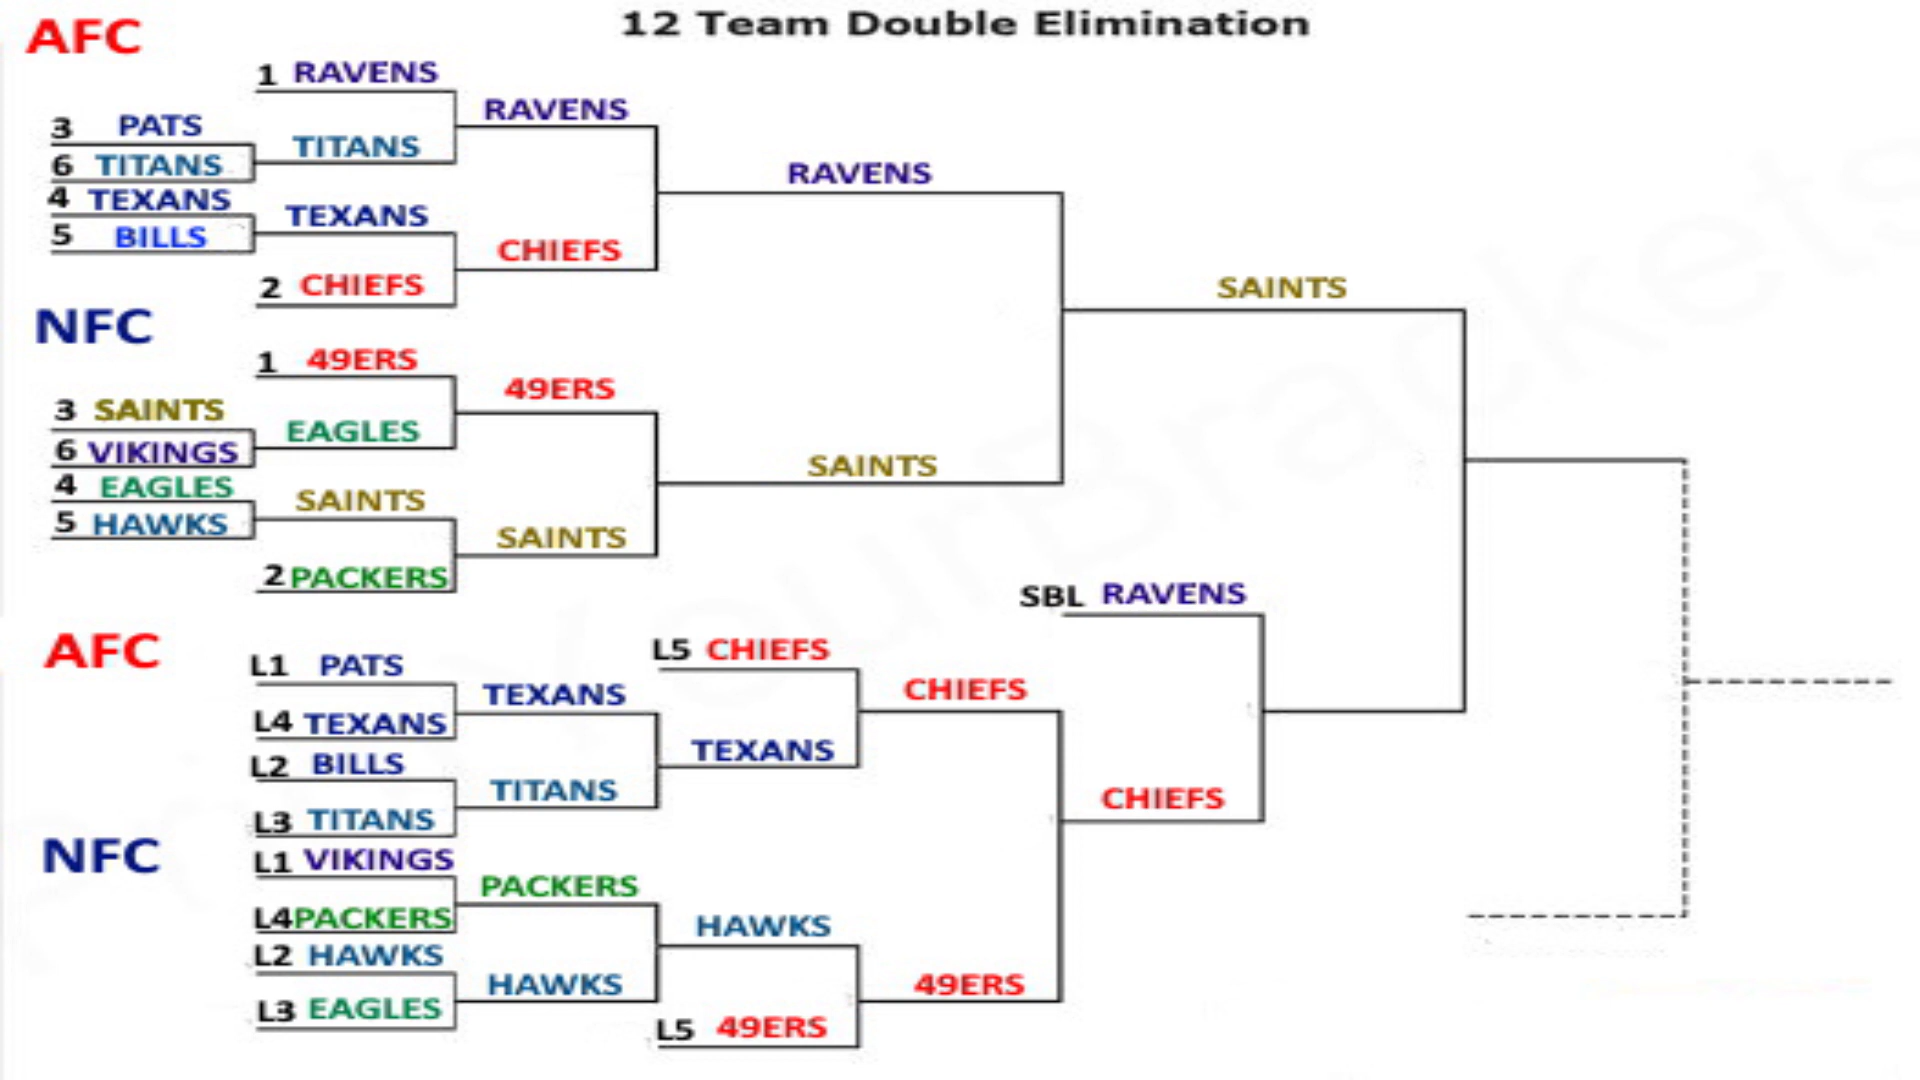 12 Team Double Elimination
AFC
1 RAVENS
RAVENS
3 PATS
TITANS
6 TITANS
RAVENS
4 TEXANS
TEXANS
5 BILLS
CHIEFS
2 CHIEFS
SAINTS
NFC
1 49ERS
49ERS
3 SAINTS
EAGLES
6 VIKINGS
SAINTS
4 EAGLES
SAINTS
5 HAWKS
SAINTS
2 PACKERS
SBL RAVENS
AFC
L1 PATS
L5 CHIEFS
TEXANS
CHIEFS
L4 TEXANS
TEXANS
L2 BILLS
TITANS
CHIEFS
L3 TITANS
NFC
L1 VIKINGS
PACKERS
L4 PACKERS
HAWKS
L2 HAWKS
HAWKS
49ERS
L3 EAGLES
L5 49ERS